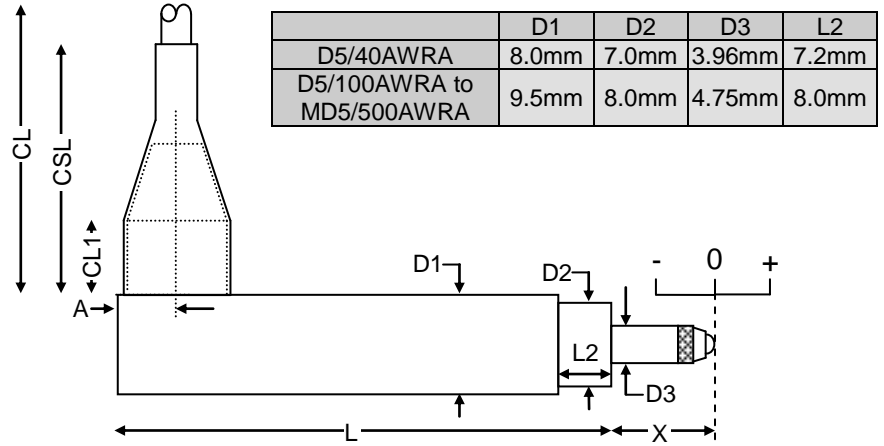 D1 D2 D3 L2
D5/40AWRA 8.0mm 7.0mm 3.96mm 7.2mm
D5/100AWRA to
MD5/500AWRA 9.5mm 8.0mm 4.75mm 8.0mm
CL
CSL
CL1
A
D1
D2
- 0 +
L2
D3
L
X